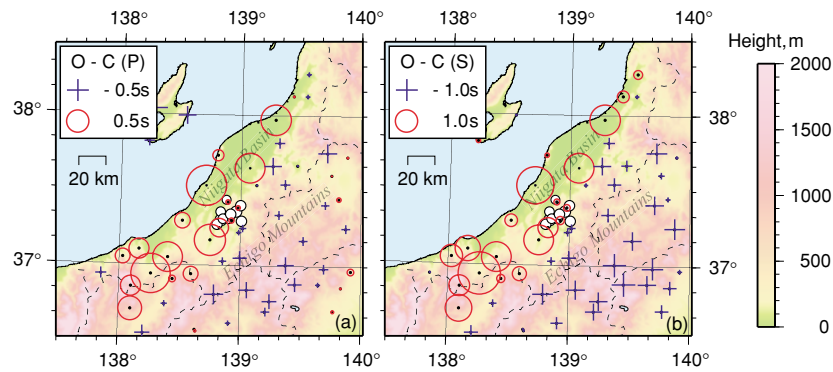 138° 139° 140° 138° 139° 140°
Height, m
O - C (P)
- 0.5s
0.5s
20 km
Niigata Basin
Echigo Mountains
(a)
O - C (S)
- 1.0s
1.0s
20 km
Niigata Basin
Echigo Mountains
(b)
38°
37°
38°
37°
138° 139° 140° 138° 139° 140°
2000
1500
1000
500
0